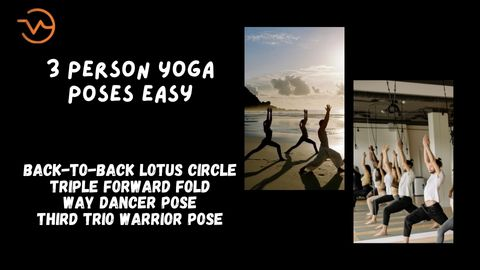 3 PERSON YOGA
POSES EASY
BACK-TO-BACK LOTUS CIRCLE
TRIPLE FORWARD FOLD
WAY DANCER POSE
THIRD TRIO WARRIOR POSE